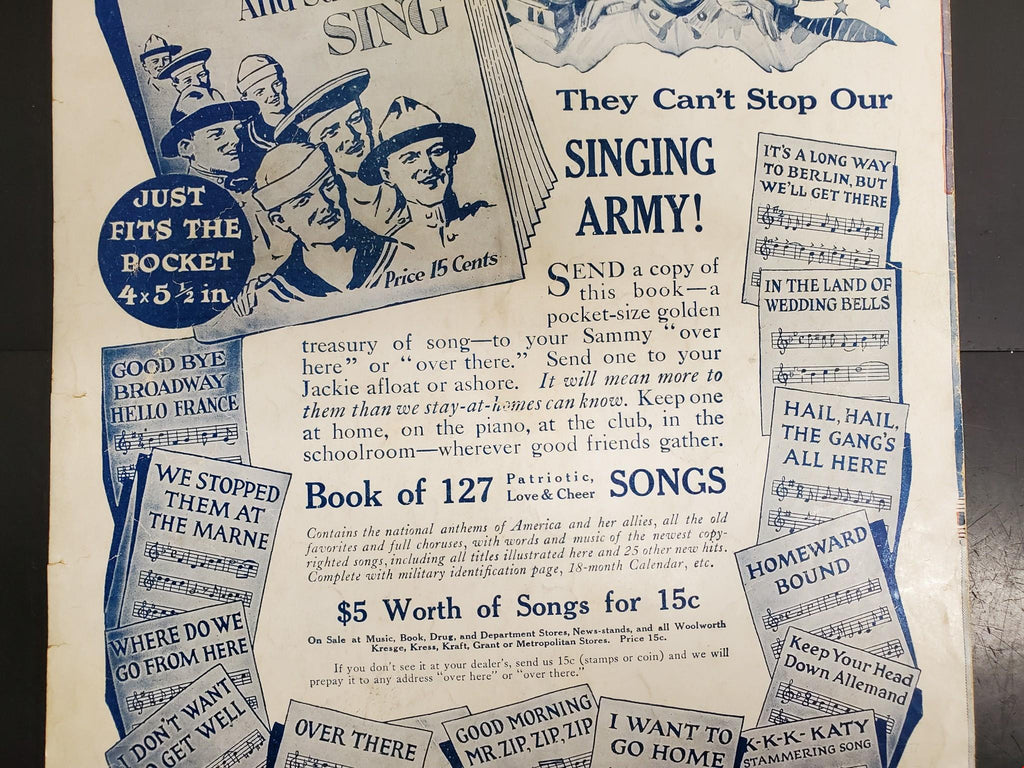 And S
SING
JUST
FITS THE
POCKET
4 x 5 ½ in.
Price 15 Cents
They Can't Stop Our
SINGING
ARMY!
SEND a copy of
this book—a
pocket-size golden
treasury of song—to your Sammy "over
here" or "over there." Send one to your
Jackie afloat or ashore. It will mean more to
them than we stay-at-homes can know. Keep one
at home, on the piano, at the club, in the
schoolroom—wherever good friends gather.
Book of 127 Patriotic,
Love & Cheer SONGS
Contains the national anthems of America and her allies, all the old
favorites and full choruses, with words and music of the newest copy-
righted songs, including all titles illustrated here and 25 other new hits.
Complete with military identification page, 18-month Calendar, etc.
$5 Worth of Songs for 15c
On Sale at Music, Book, Drug, and Department Stores, News-stands, and all Woolworth
Kresge, Kress, Kraft, Grant or Metropolitan Stores. Price 15c.
If you don't see it at your dealer's, send us 15c (stamps or coin) and we will
prepay it to any address "over here" or "over there."
GOOD BYE
BROADWAY
HELLO FRANCE
WE STOPPED
THEM AT
THE MARNE
WHERE DO WE
GO FROM HERE
I DON'T WANT
TO GET WELL
OVER THERE
GOOD MORNING
MR. ZIP, ZIP, ZIP
I WANT TO
GO HOME
IT'S A LONG WAY
TO BERLIN, BUT
WE'LL GET THERE
IN THE LAND OF
WEDDING BELLS
HAIL, HAIL,
THE GANG'S
ALL HERE
HOMEWARD
BOUND
Keep Your Head
Down Allemand
K-K-K-KATY
STAMMERING SONG